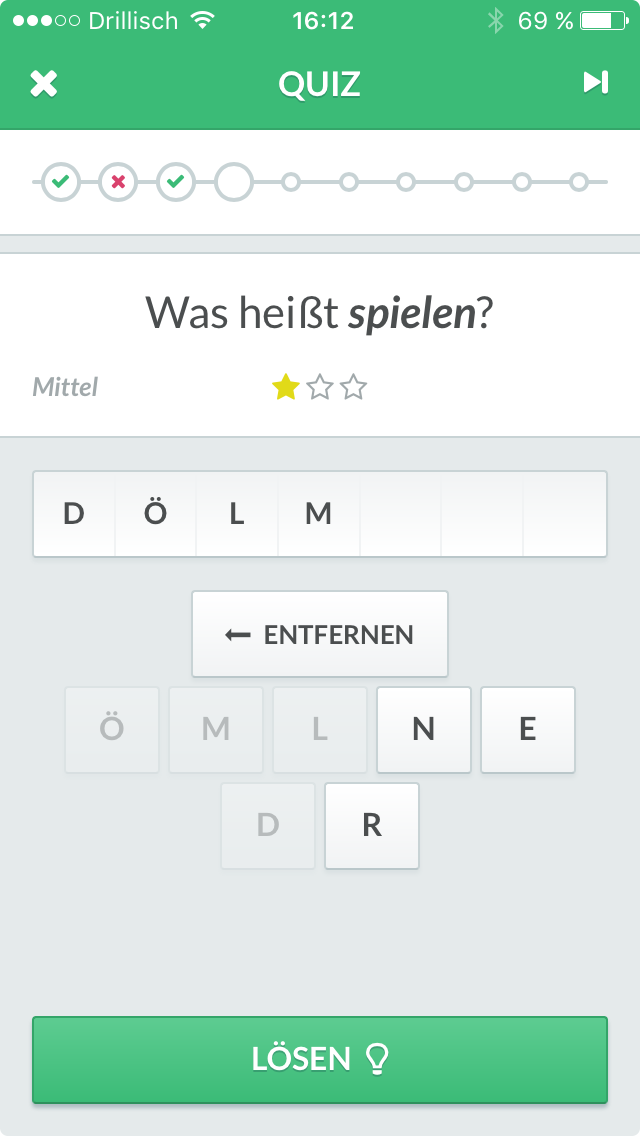 Drillisch 16:12 69 %
QUIZ
Was heißt spielen?
Mittel
D Ö L M
ENTFERNEN
Ö M L N E
D R
LÖSEN